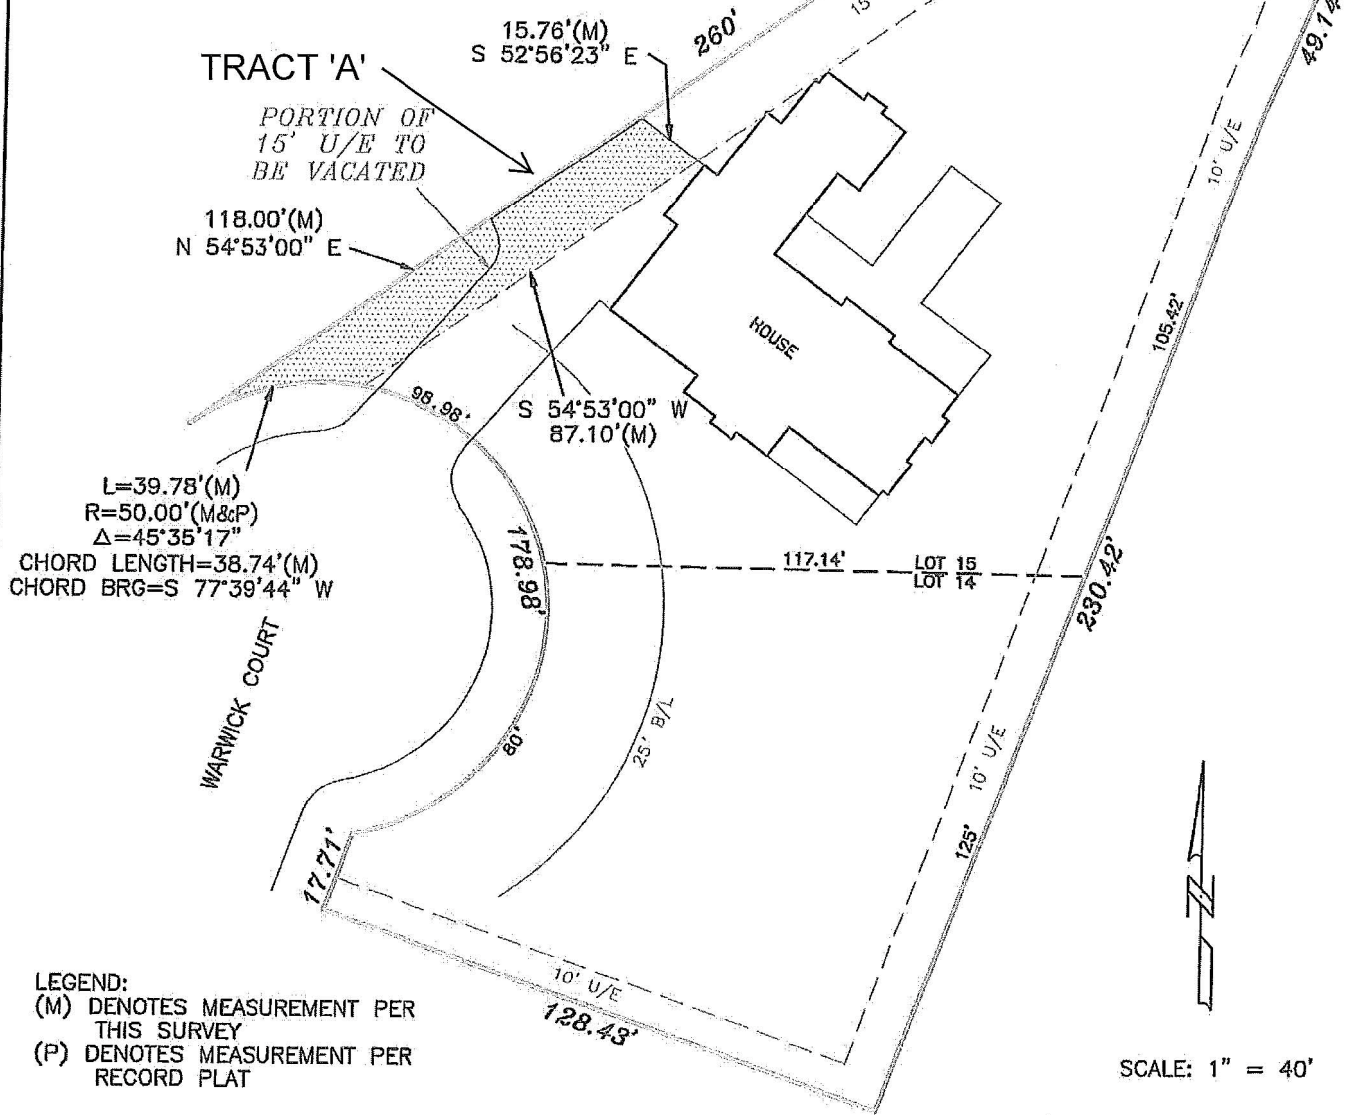 15.76'(M)
S 52°56'23" E
260'
15'
49.14
TRACT 'A'
PORTION OF
15' U/E TO
BE VACATED
118.00'(M)
N 54°53'00" E
10' U/E
105.42'
HOUSE
98.98'
S 54°53'00" W
87.10'(M)
L=39.78'(M)
R=50.00'(M&P)
Δ=45°35'17"
CHORD LENGTH=38.74'(M)
CHORD BRG=S 77°39'44" W
178.98'
117.14'
LOT 15
LOT 14
230.42'
WARWICK COURT
80'
25' B/L
10' U/E
125'
17.71'
10' U/E
128.43'
N
LEGEND:
(M) DENOTES MEASUREMENT PER
THIS SURVEY
(P) DENOTES MEASUREMENT PER
RECORD PLAT
SCALE: 1" = 40'